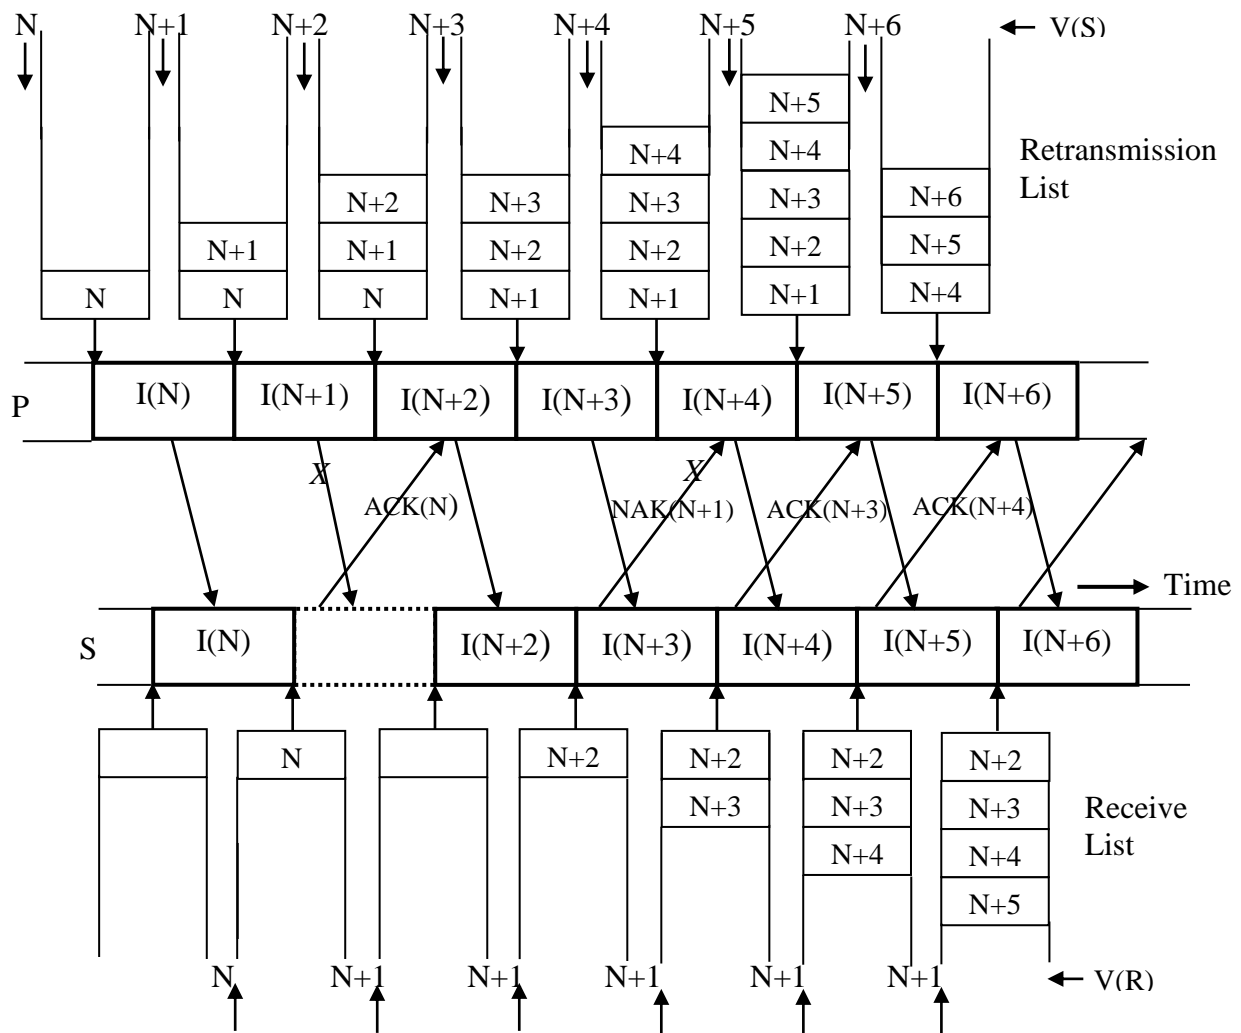 N N+1 N+2 N+3 N+4 N+5 N+6 V(S)
N+5
N+4 N+4 Retransmission
List
N+2 N+3 N+3 N+3 N+6
N+1 N+1 N+2 N+2 N+2 N+5
N N N N+1 N+1 N+1 N+4
P I(N) I(N+1) I(N+2) I(N+3) I(N+4) I(N+5) I(N+6)
X X
ACK(N) NAK(N+1) ACK(N+3) ACK(N+4)
Time
S I(N) I(N+2) I(N+3) I(N+4) I(N+5) I(N+6)
N N+2 N+2 N+2 N+2
N+3 N+3 N+3 Receive
List
N+4 N+4
N+5
N N+1 N+1 N+1 N+1 N+1 V(R)